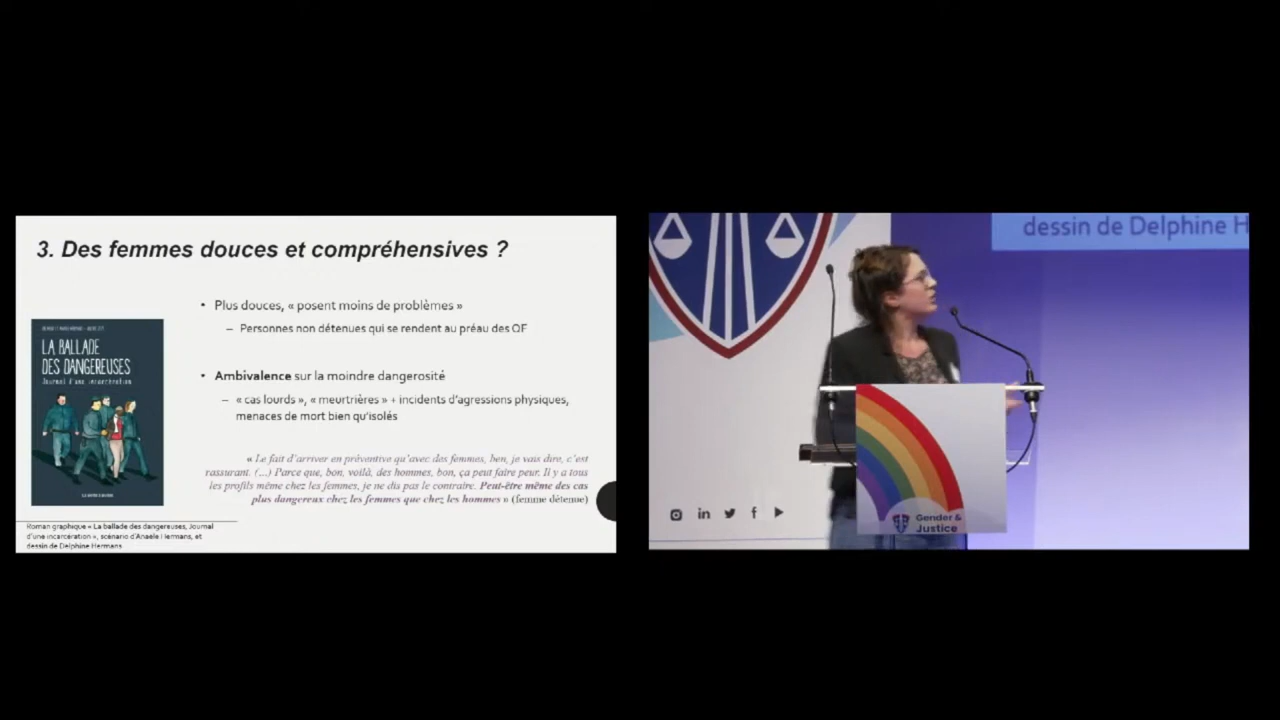 3. Des femmes douces et compréhensives ?
• Plus douces, « posent moins de problèmes »
– Personnes non détenues qui se rendent au préau des QF
• Ambivalence sur la moindre dangerosité
– « cas lourds », « meurtrières » + incidents d'agressions physiques,
menaces de mort bien qu'isolés
« Le fait d'arriver en préventive qu'avec des femmes, ben, je vais dire, c'est
rassurant. (…) Parce que, bon, voilà, des hommes, bon, ça peut faire peur. Il y a tous
les profils même chez les femmes, je ne dis pas le contraire. Peut-être même des cas
plus dangereux chez les femmes que chez les hommes » (femme détenue)
LA BALLADE
DES DANGEREUSES
Journal d'une incarcération
Roman graphique « La ballade des dangereuses, Journal
d'une incarcération », scénario d'Anaële Hermans, et
dessin de Delphine Hermans
dessin de Delphine H
in
f
Gender &
Justice